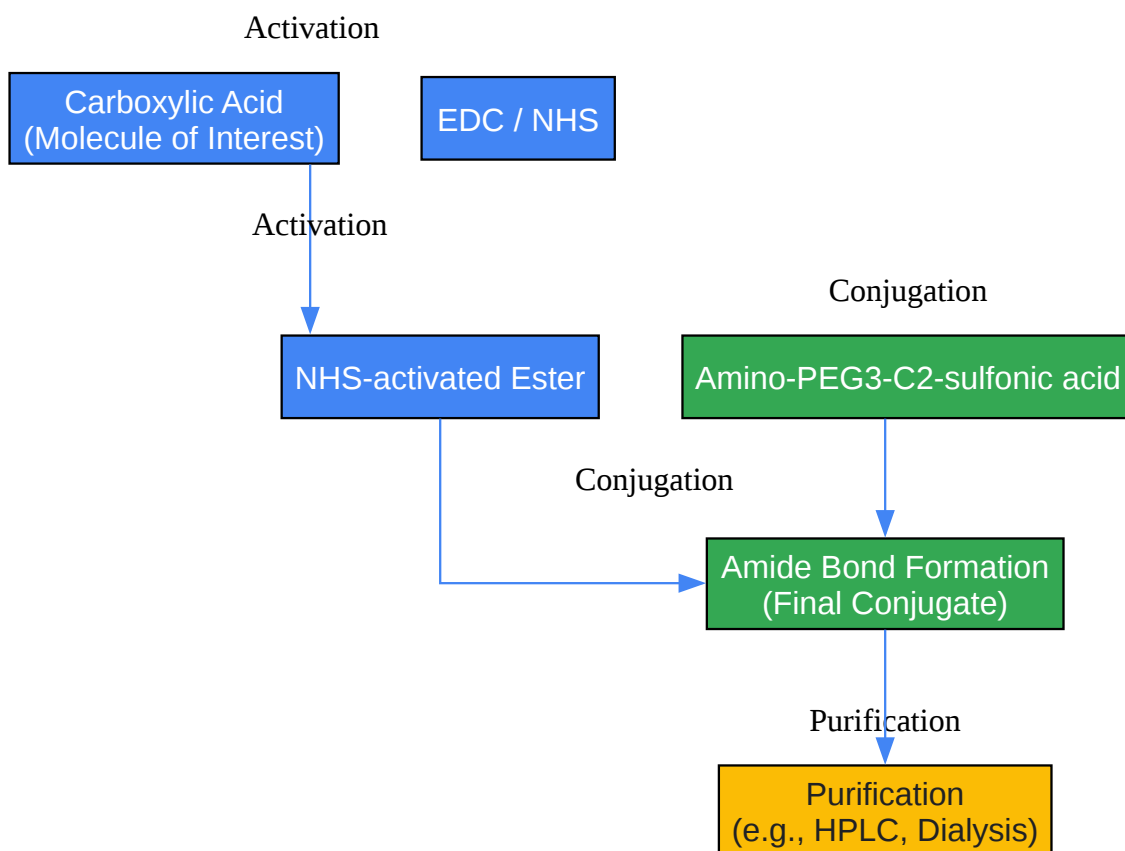 Activation
Carboxylic Acid
(Molecule of Interest)
EDC / NHS
Activation
Conjugation
NHS-activated Ester
Amino-PEG3-C2-sulfonic acid
Conjugation
Amide Bond Formation
(Final Conjugate)
Purification
Purification
(e.g., HPLC, Dialysis)